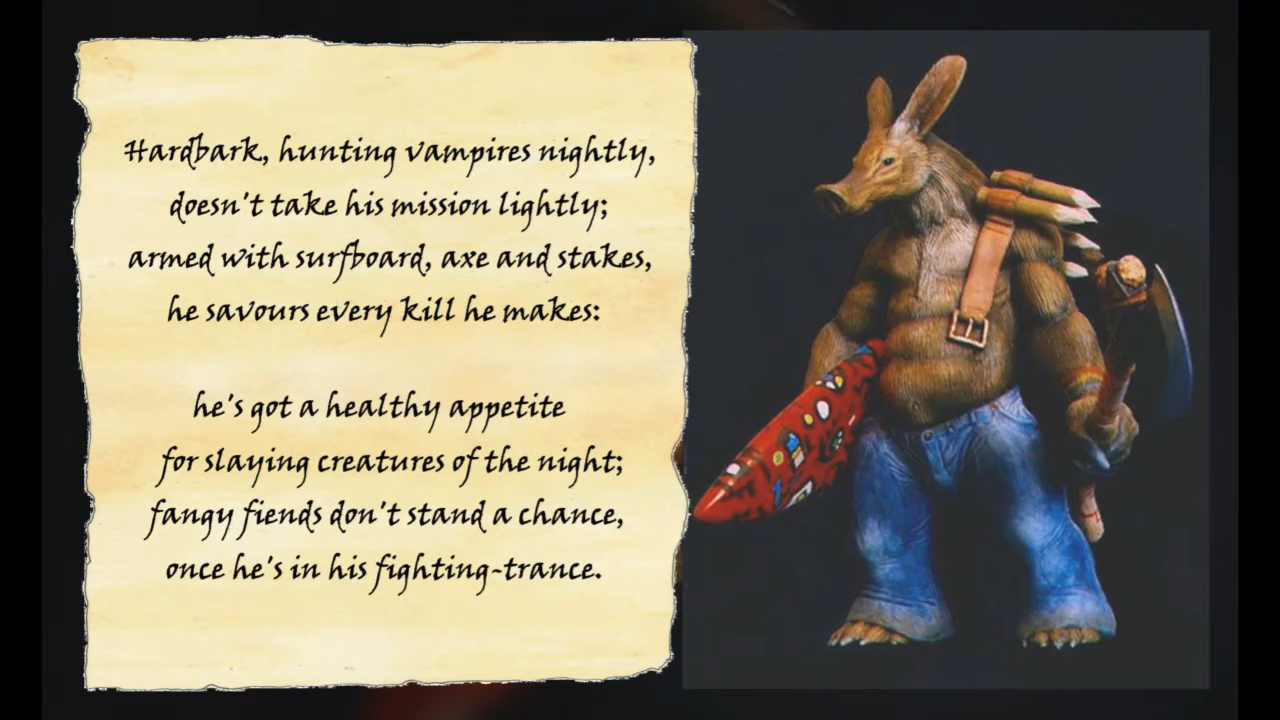 Hardbark, hunting vampires nightly,
doesn't take his mission lightly;
armed with surfboard, axe and stakes,
he savours every kill he makes:
he's got a healthy appetite
for slaying creatures of the night;
fangy fiends don't stand a chance,
once he's in his fighting-trance.